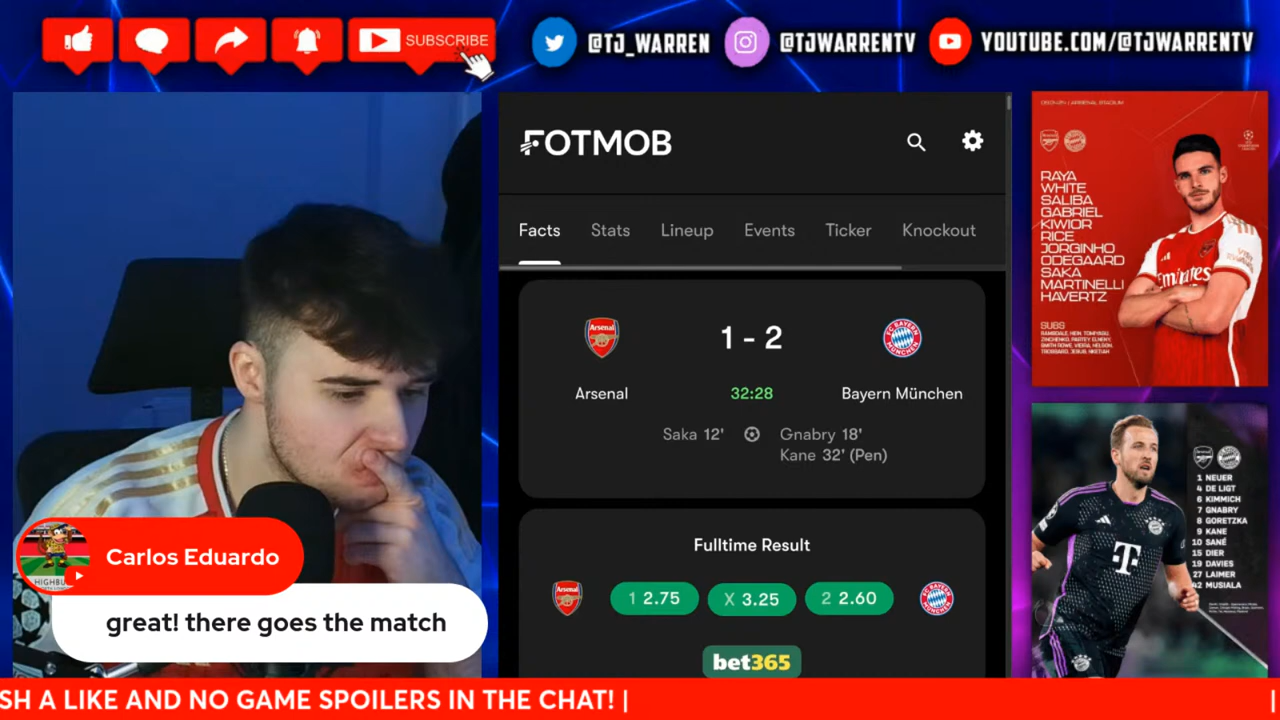 SUBSCRIBE
@TJ_WARREN
@TJWARRENTV
YOUTUBE.COM/@TJWARRENTV
FOTMOB
Facts Stats Lineup Events Ticker Knockout
Arsenal
1 - 2
Arsenal
32:28
Bayern München
Saka 12'
Gnabry 18'
Kane 32' (Pen)
Fulltime Result
1 2.75
X 3.25
2 2.60
bet365
RAYA
WHITE
SALIBA
GABRIEL
KIWIOR
RICE
JORGINHO
ODEGAARD
SAKA
MARTINELLI
HAVERTZ
SUBS
Emirates
1 NEUER
4 DE LIGT
6 KIMMICH
7 GNABRY
8 GORETZKA
9 KANE
10 SANÉ
15 DIER
19 DAVIES
27 LAIMER
42 MUSIALA
T
Carlos Eduardo
great! there goes the match
SH A LIKE AND NO GAME SPOILERS IN THE CHAT! |